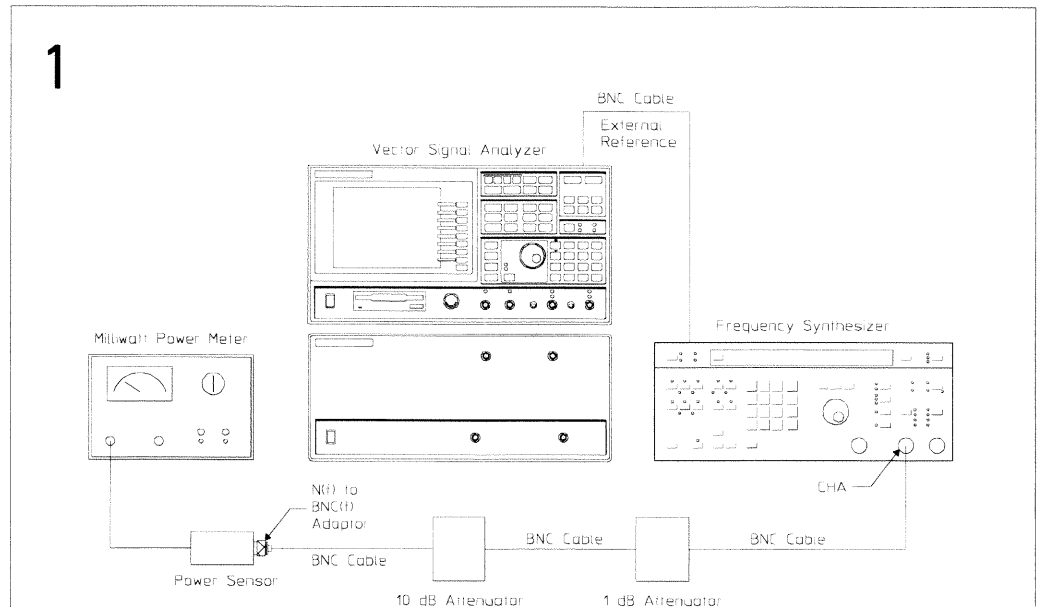 1
BNC Cable
External
Reference
Vector Signal Analyzer
Frequency Synthesizer
Milliwatt Power Meter
CHA
N(f) to
BNC(f)
Adaptor
BNC Cable
BNC Cable
BNC Cable
Power Sensor
10 dB Attenuator
1 dB Attenuator